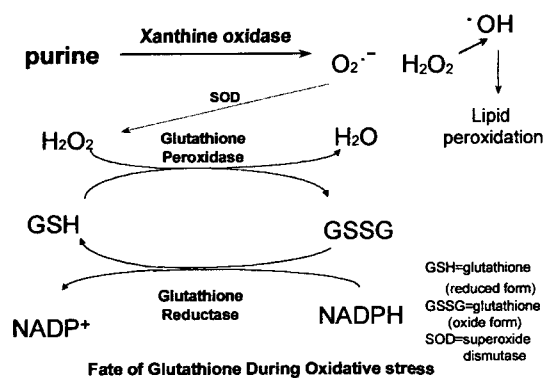 Xanthine oxidase
purine
O₂·⁻
H₂O₂
·OH
SOD
Lipid
peroxidation
H₂O₂
Glutathione
Peroxidase
H₂O
GSH
GSSG
Glutathione
Reductase
NADP⁺
NADPH
GSH=glutathione
(reduced form)
GSSG=glutathione
(oxide form)
SOD=superoxide
dismutase
Fate of Glutathione During Oxidative stress